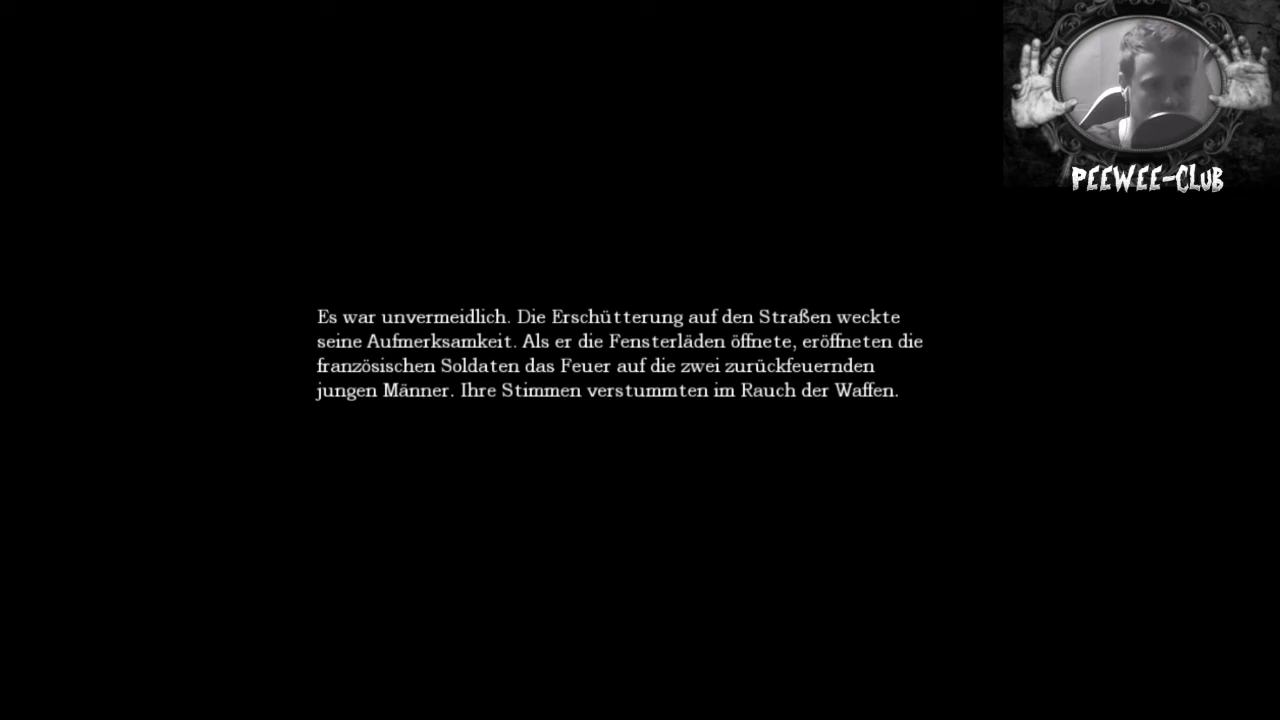 PEEWEE-CLUB
Es war unvermeidlich. Die Erschütterung auf den Straßen weckte
seine Aufmerksamkeit. Als er die Fensterläden öffnete, eröffneten die
französischen Soldaten das Feuer auf die zwei zurückfeuernden
jungen Männer. Ihre Stimmen verstummten im Rauch der Waffen.